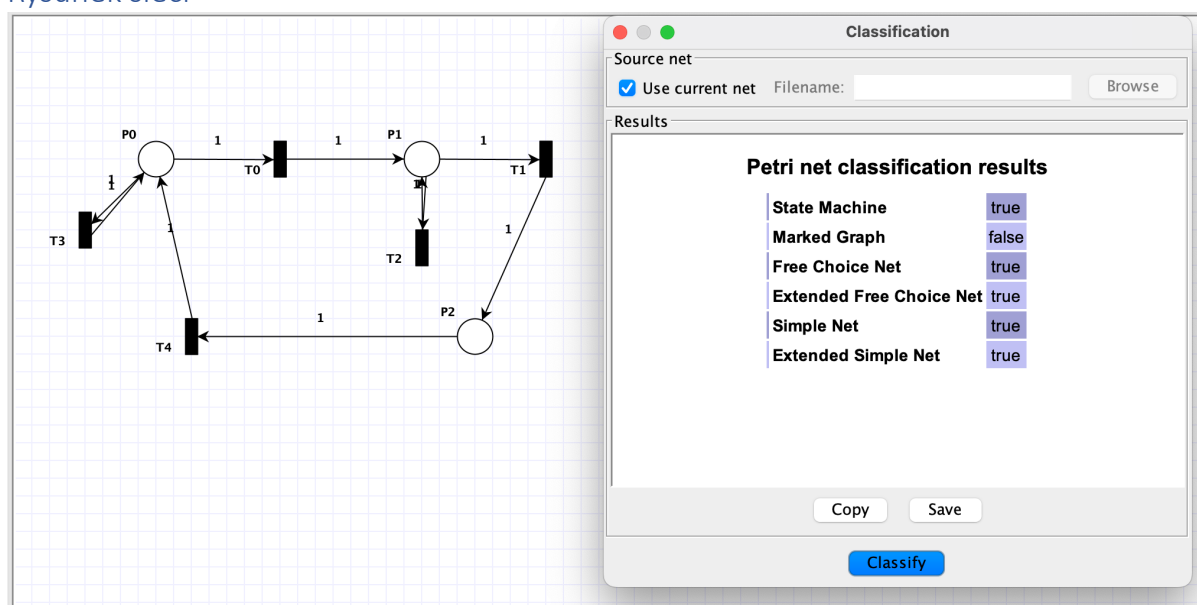 Classification
Source net
Use current net Filename: Browse
Results
Petri net classification results
State Machine true
Marked Graph false
Free Choice Net true
Extended Free Choice Net true
Simple Net true
Extended Simple Net true
Copy Save
Classify
P0 1 1 P1 1
T0 T1
1
1
1
T3 1 T2 1
P2
1
T4